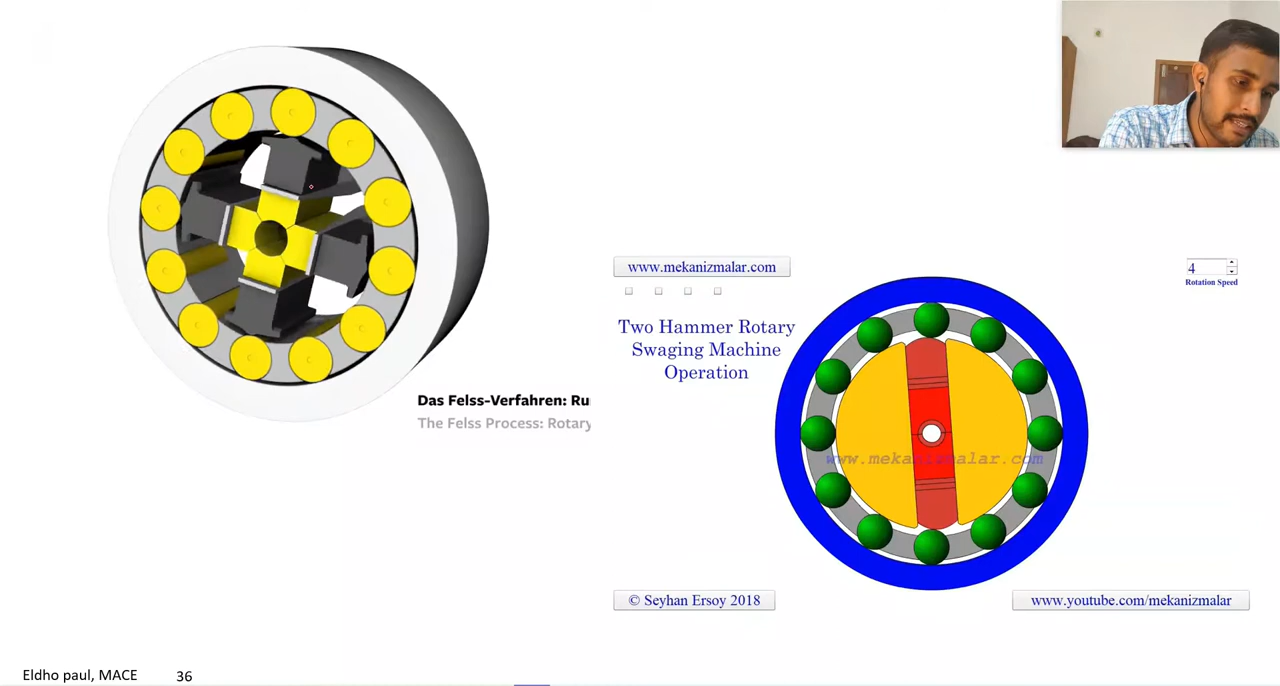 Das Felss-Verfahren: Ru
The Felss Process: Rotary
www.mekanizmalar.com
4
Rotation Speed
Two Hammer Rotary
Swaging Machine
Operation
www.mekanizmalar.com
© Seyhan Ersoy 2018
www.youtube.com/mekanizmalar
Eldho paul, MACE
36